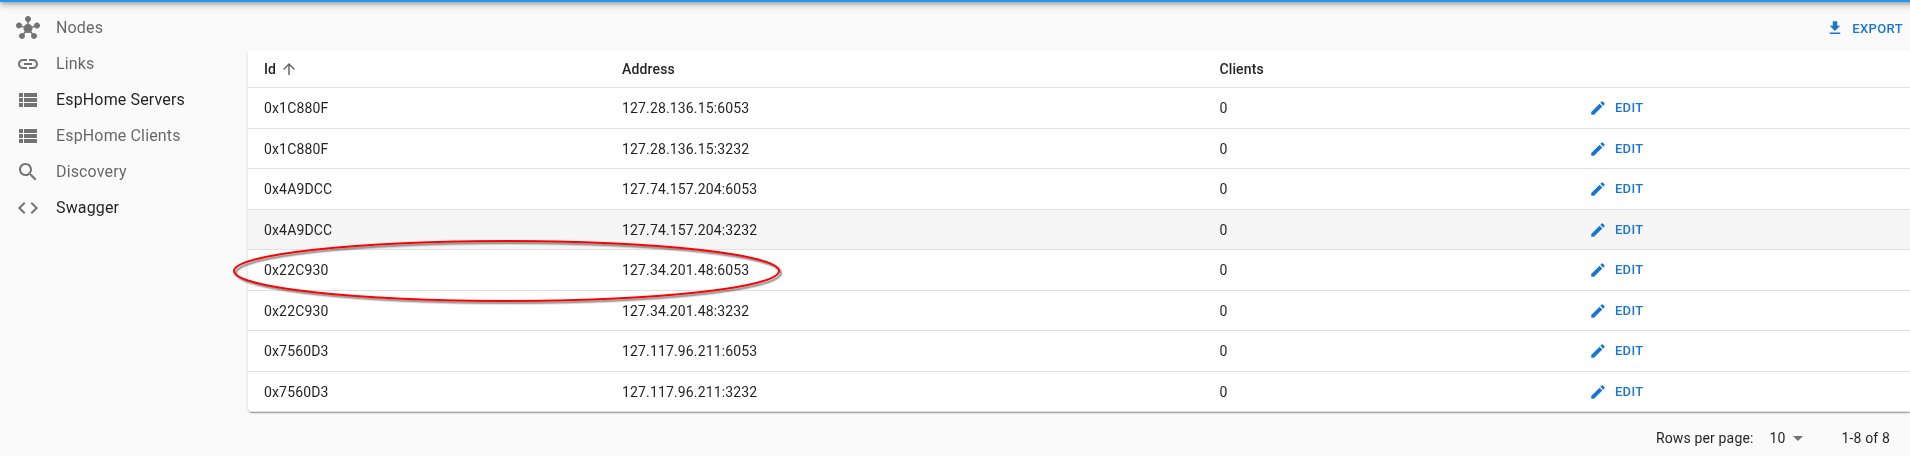 Nodes
Links
EspHome Servers
EspHome Clients
Discovery
Swagger
EXPORT
Id Address Clients
0x1C880F 127.28.136.15:6053 0 EDIT
0x1C880F 127.28.136.15:3232 0 EDIT
0x4A9DCC 127.74.157.204:6053 0 EDIT
0x4A9DCC 127.74.157.204:3232 0 EDIT
0x22C930 127.34.201.48:6053 0 EDIT
0x22C930 127.34.201.48:3232 0 EDIT
0x7560D3 127.117.96.211:6053 0 EDIT
0x7560D3 127.117.96.211:3232 0 EDIT
Rows per page: 10 1-8 of 8